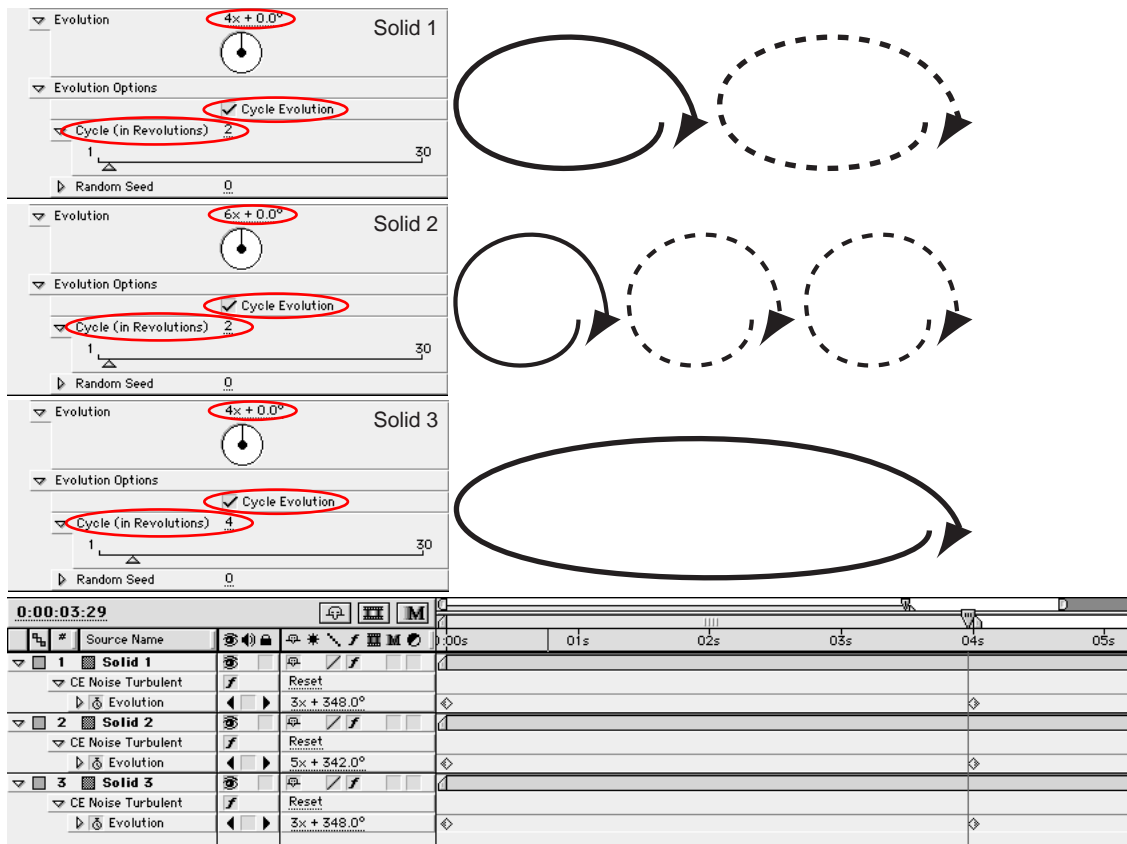 Evolution 4x + 0.0° Solid 1
Evolution Options
Cycle Evolution
Cycle (in Revolutions) 2
1 30
Random Seed 0
Evolution 6x + 0.0° Solid 2
Evolution Options
Cycle Evolution
Cycle (in Revolutions) 2
1 30
Random Seed 0
Evolution 4x + 0.0° Solid 3
Evolution Options
Cycle Evolution
Cycle (in Revolutions) 4
1 30
Random Seed 0
0:00:03:29 M
# Source Name M :00s 01s 02s 03s 04s 05s
1 Solid 1
CE Noise Turbulent f Reset
Evolution 3x + 348.0°
2 Solid 2
CE Noise Turbulent f Reset
Evolution 5x + 342.0°
3 Solid 3
CE Noise Turbulent f Reset
Evolution 3x + 348.0°